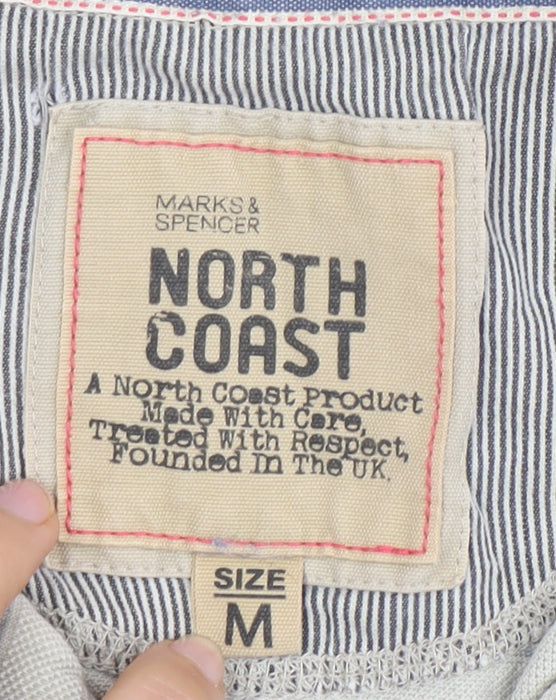 MARKS &
SPENCER
NORTH
COAST
A North Coast Product
Made With Care,
Treated With Respect,
Founded In The UK.
SIZE
M